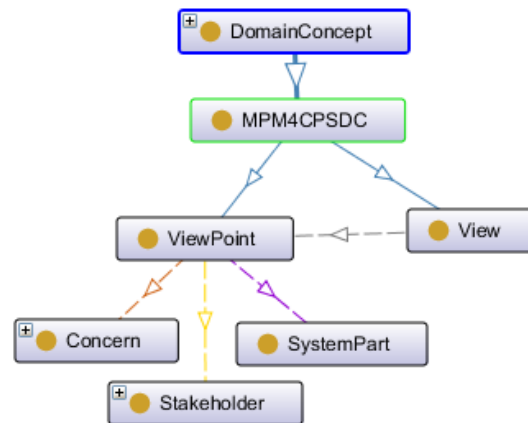 DomainConcept
MPM4CPSDC
ViewPoint
View
Concern
SystemPart
Stakeholder